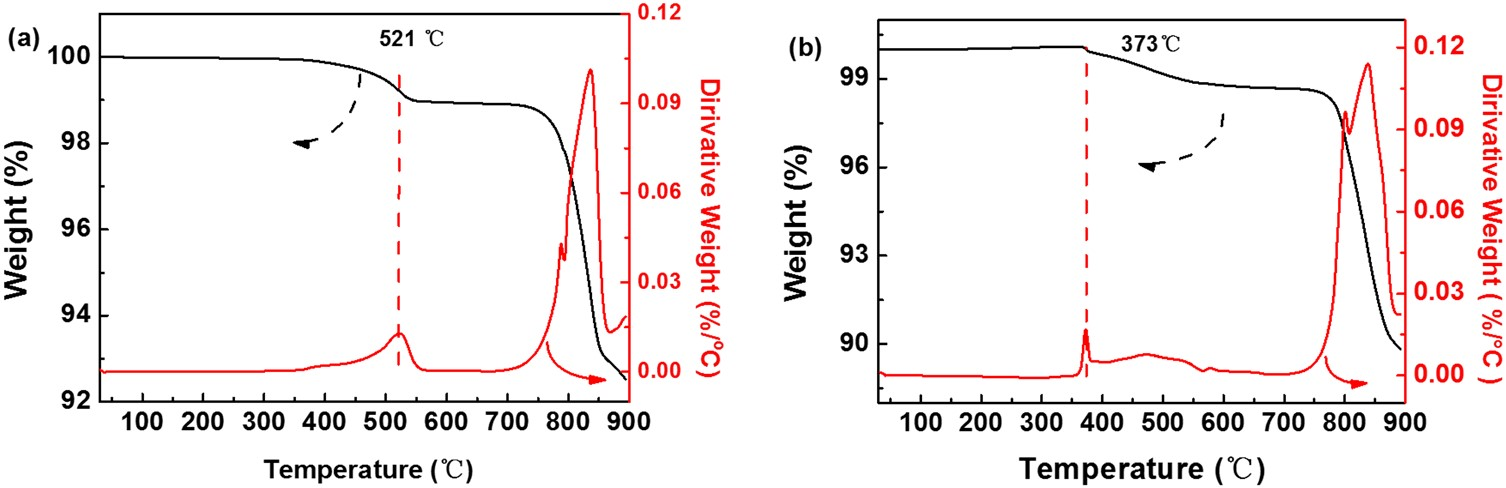 (a)
521 ℃
100
98
96
94
92
Weight (%)
0.12
0.09
0.06
0.03
0.00
Dirivative Weight (%/°C)
100 200 300 400 500 600 700 800 900
Temperature (℃)
(b)
373℃
99
96
93
90
Weight (%)
0.12
0.09
0.06
0.03
0.00
Dirivative Weight ( %/°C)
100 200 300 400 500 600 700 800 900
Temperature (℃)